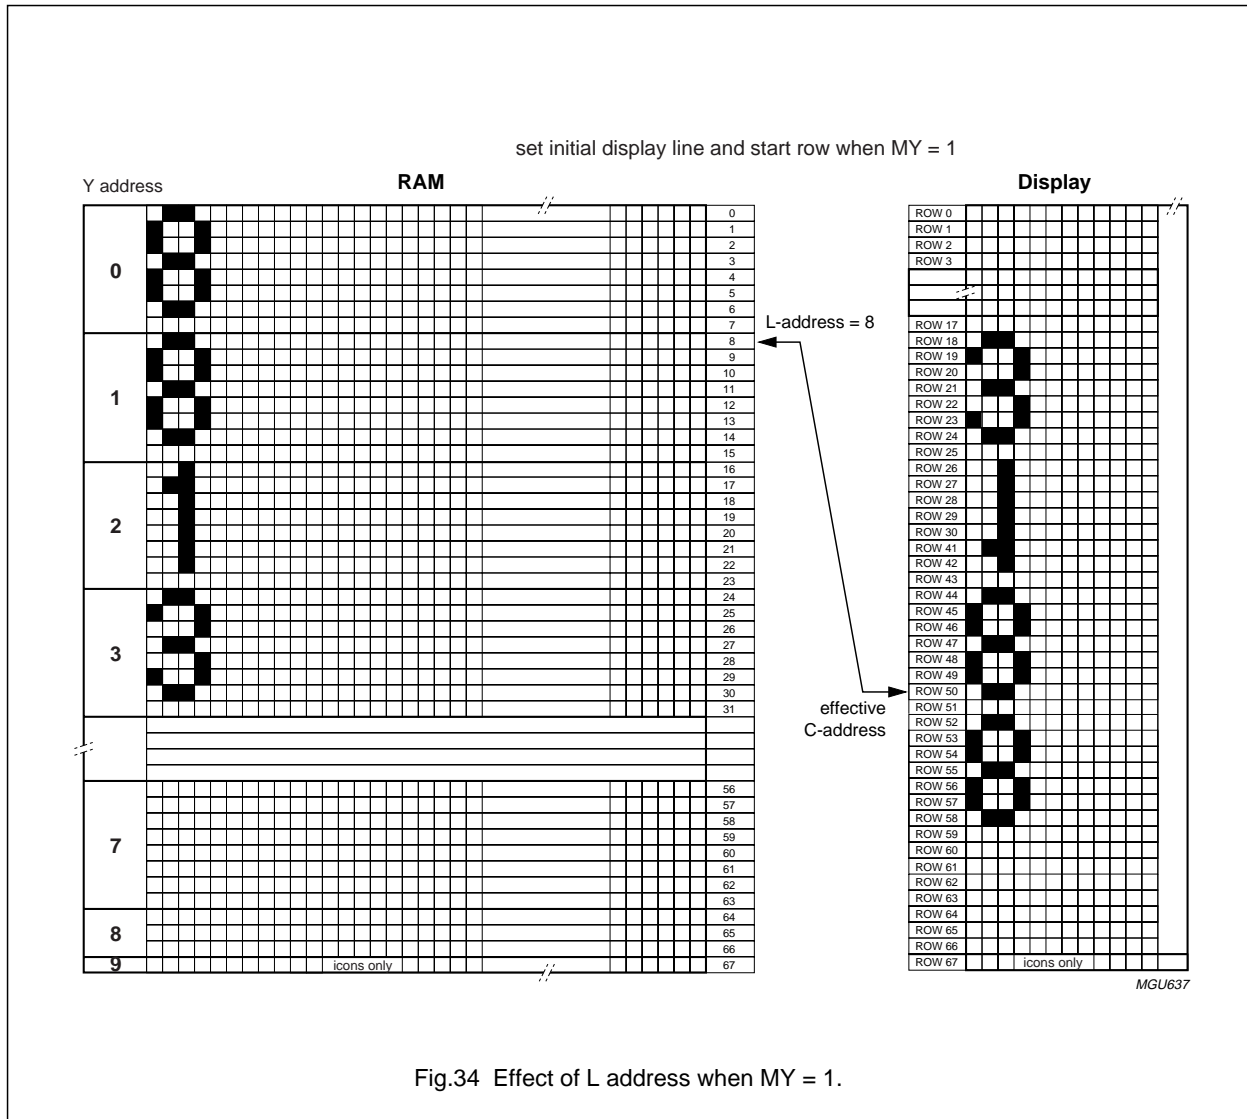 set initial display line and start row when MY = 1
Y address
RAM
0
1
2
3
7
8
9
0
1
2
3
4
5
6
7
8
9
10
11
12
13
14
15
16
17
18
19
20
21
22
23
24
25
26
27
28
29
30
31
56
57
58
59
60
61
62
63
64
65
66
67
icons only
L-address = 8
effective
C-address
Display
ROW 0
ROW 1
ROW 2
ROW 3
ROW 17
ROW 18
ROW 19
ROW 20
ROW 21
ROW 22
ROW 23
ROW 24
ROW 25
ROW 26
ROW 27
ROW 28
ROW 29
ROW 30
ROW 41
ROW 42
ROW 43
ROW 44
ROW 45
ROW 46
ROW 47
ROW 48
ROW 49
ROW 50
ROW 51
ROW 52
ROW 53
ROW 54
ROW 55
ROW 56
ROW 57
ROW 58
ROW 59
ROW 60
ROW 61
ROW 62
ROW 63
ROW 64
ROW 65
ROW 66
ROW 67
icons only
MGU637
Fig.34 Effect of L address when MY = 1.